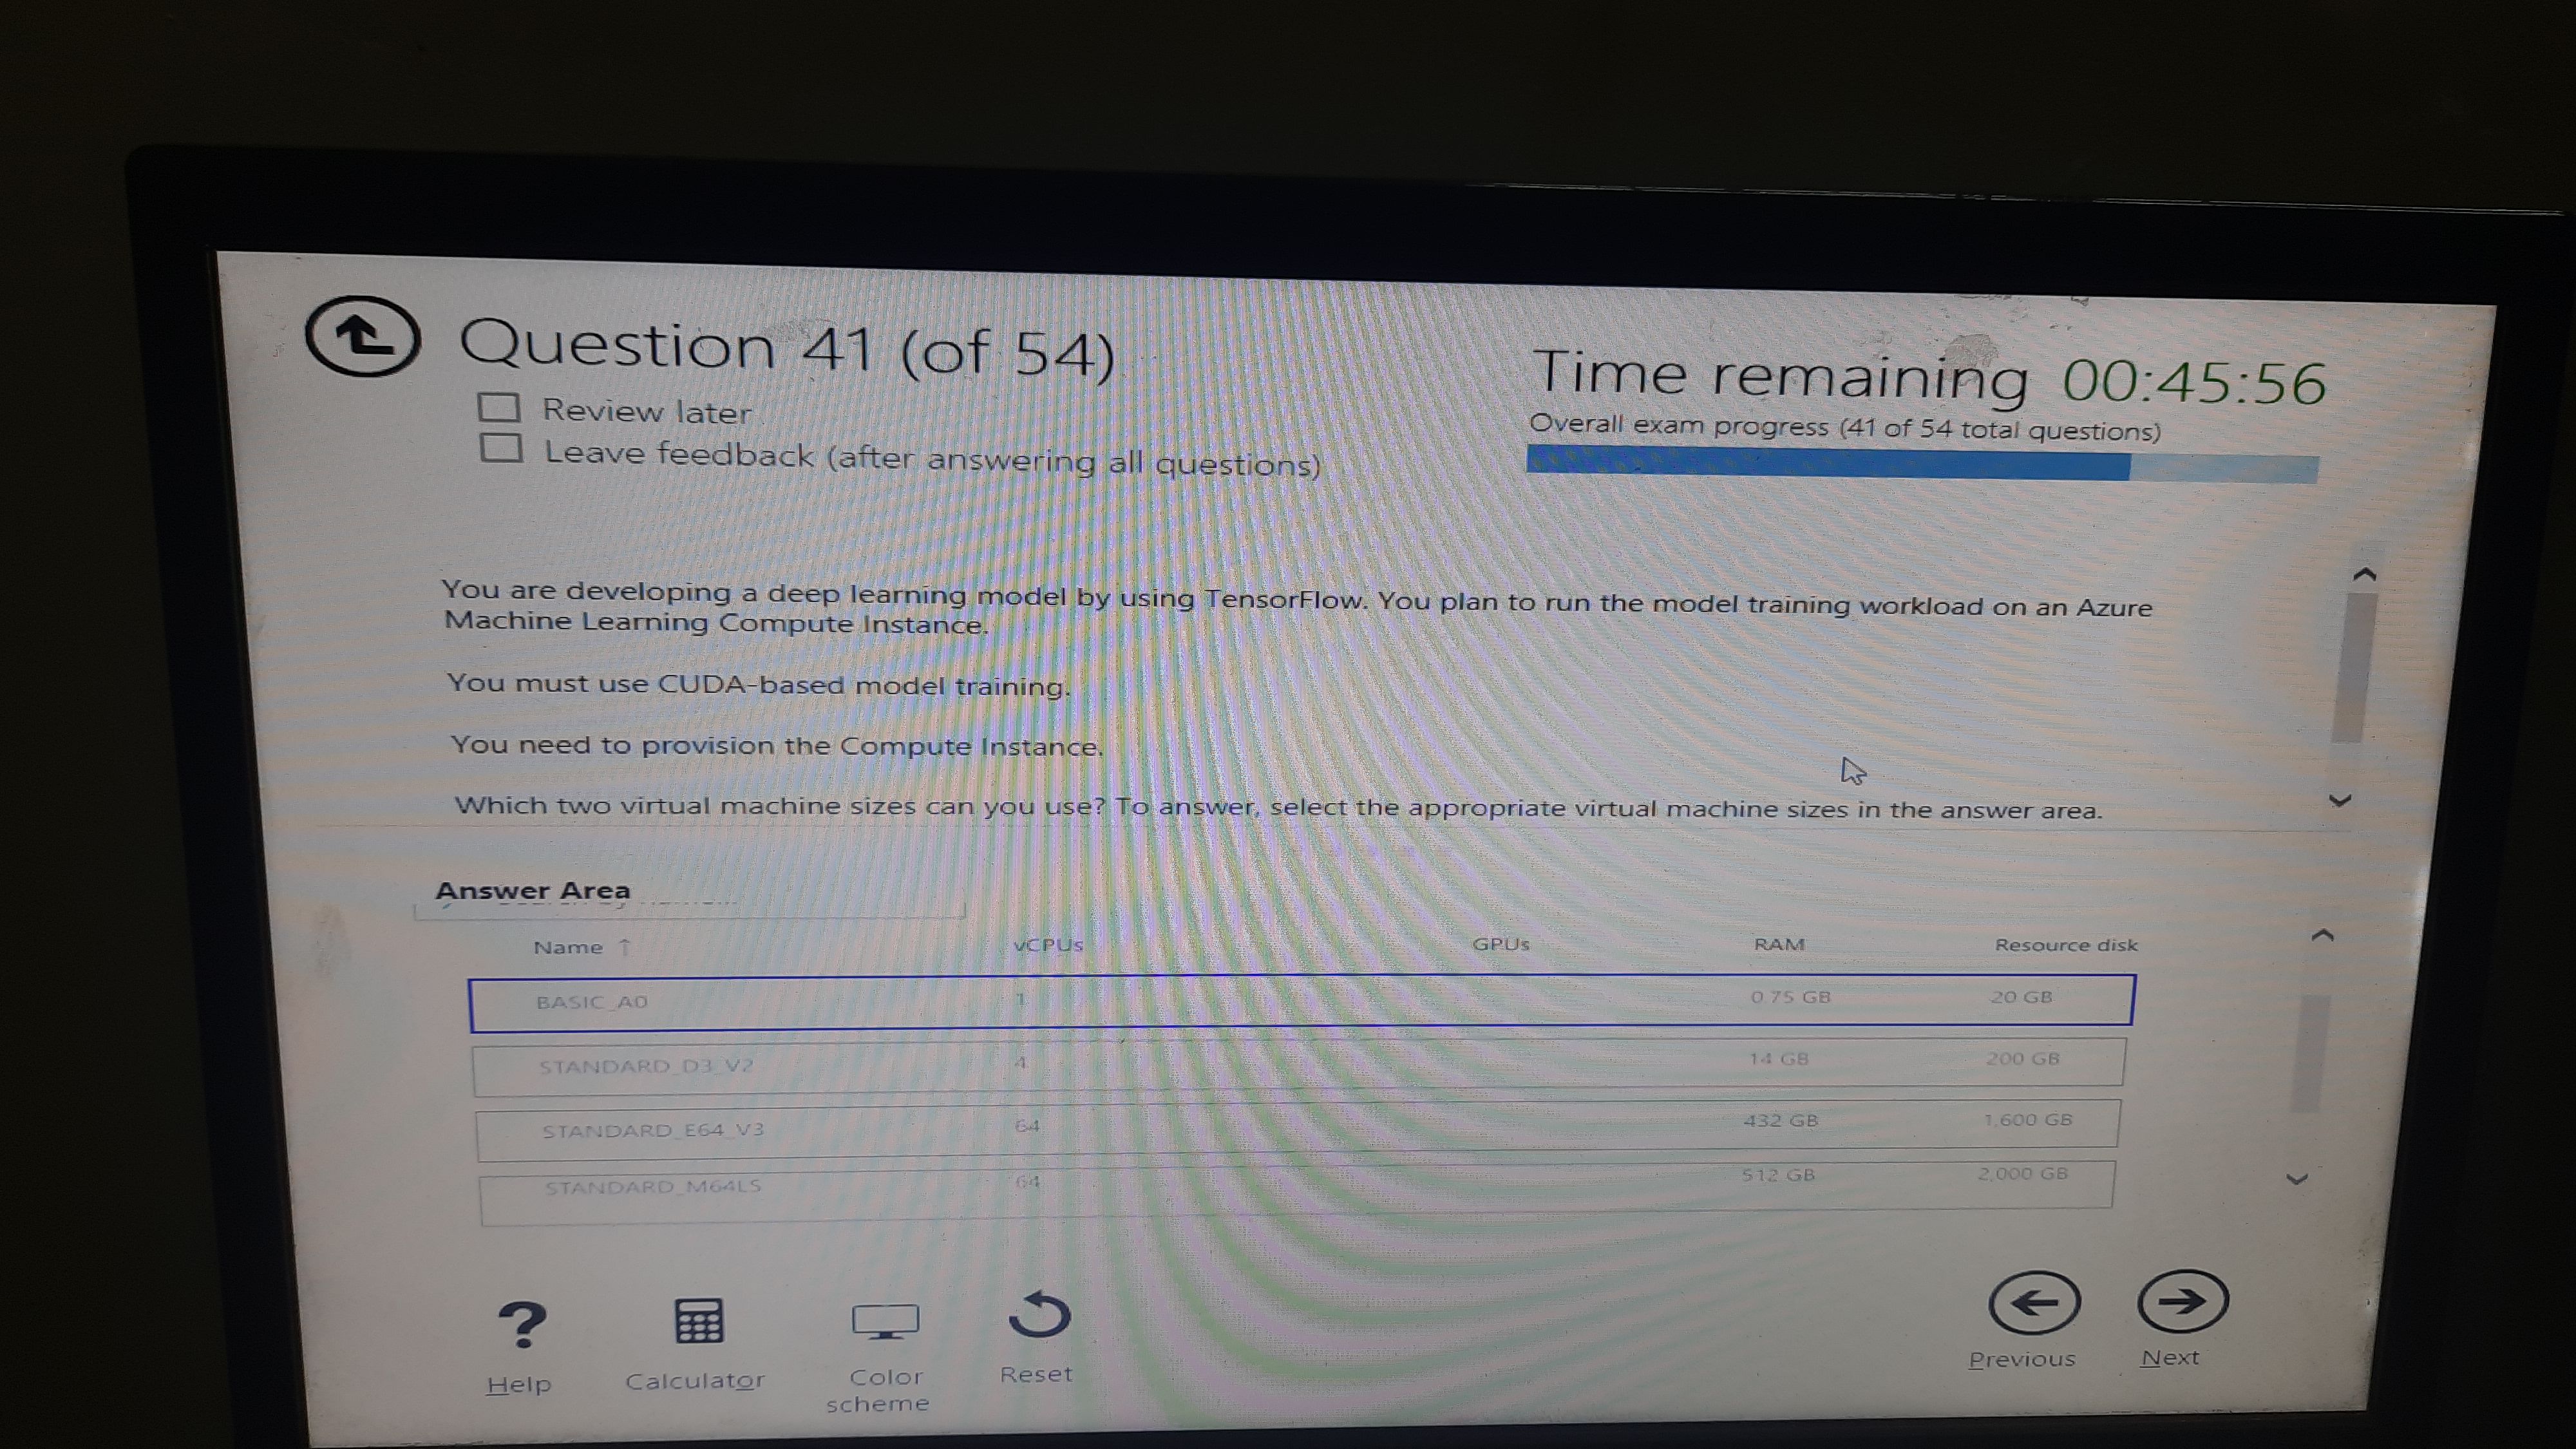 Question 41 (of 54)
Time remaining 00:45:56
Review later
Overall exam progress (41 of 54 total questions)
Leave feedback (after answering all questions)
You are developing a deep learning model by using TensorFlow. You plan to run the model training workload on an Azure
Machine Learning Compute Instance.
You must use CUDA-based model training.
You need to provision the Compute Instance.
Which two virtual machine sizes can you use? To answer, select the appropriate virtual machine sizes in the answer area.
Answer Area
Name ↑ vCPUs GPUs RAM Resource disk
BASIC_A0 1 0.75 GB 20 GB
STANDARD_D3_V2 4 14 GB 200 GB
STANDARD_E64_V3 64 432 GB 1,600 GB
STANDARD_M64LS 64 512 GB 2,000 GB
Help Calculator Color scheme Reset Previous Next